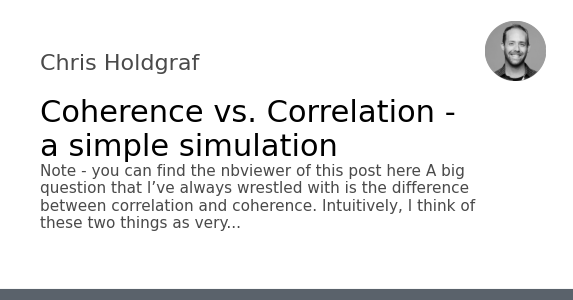 Chris Holdgraf
Coherence vs. Correlation -
a simple simulation
Note - you can find the nbviewer of this post here A big
question that I’ve always wrestled with is the difference
between correlation and coherence. Intuitively, I think of
these two things as very...